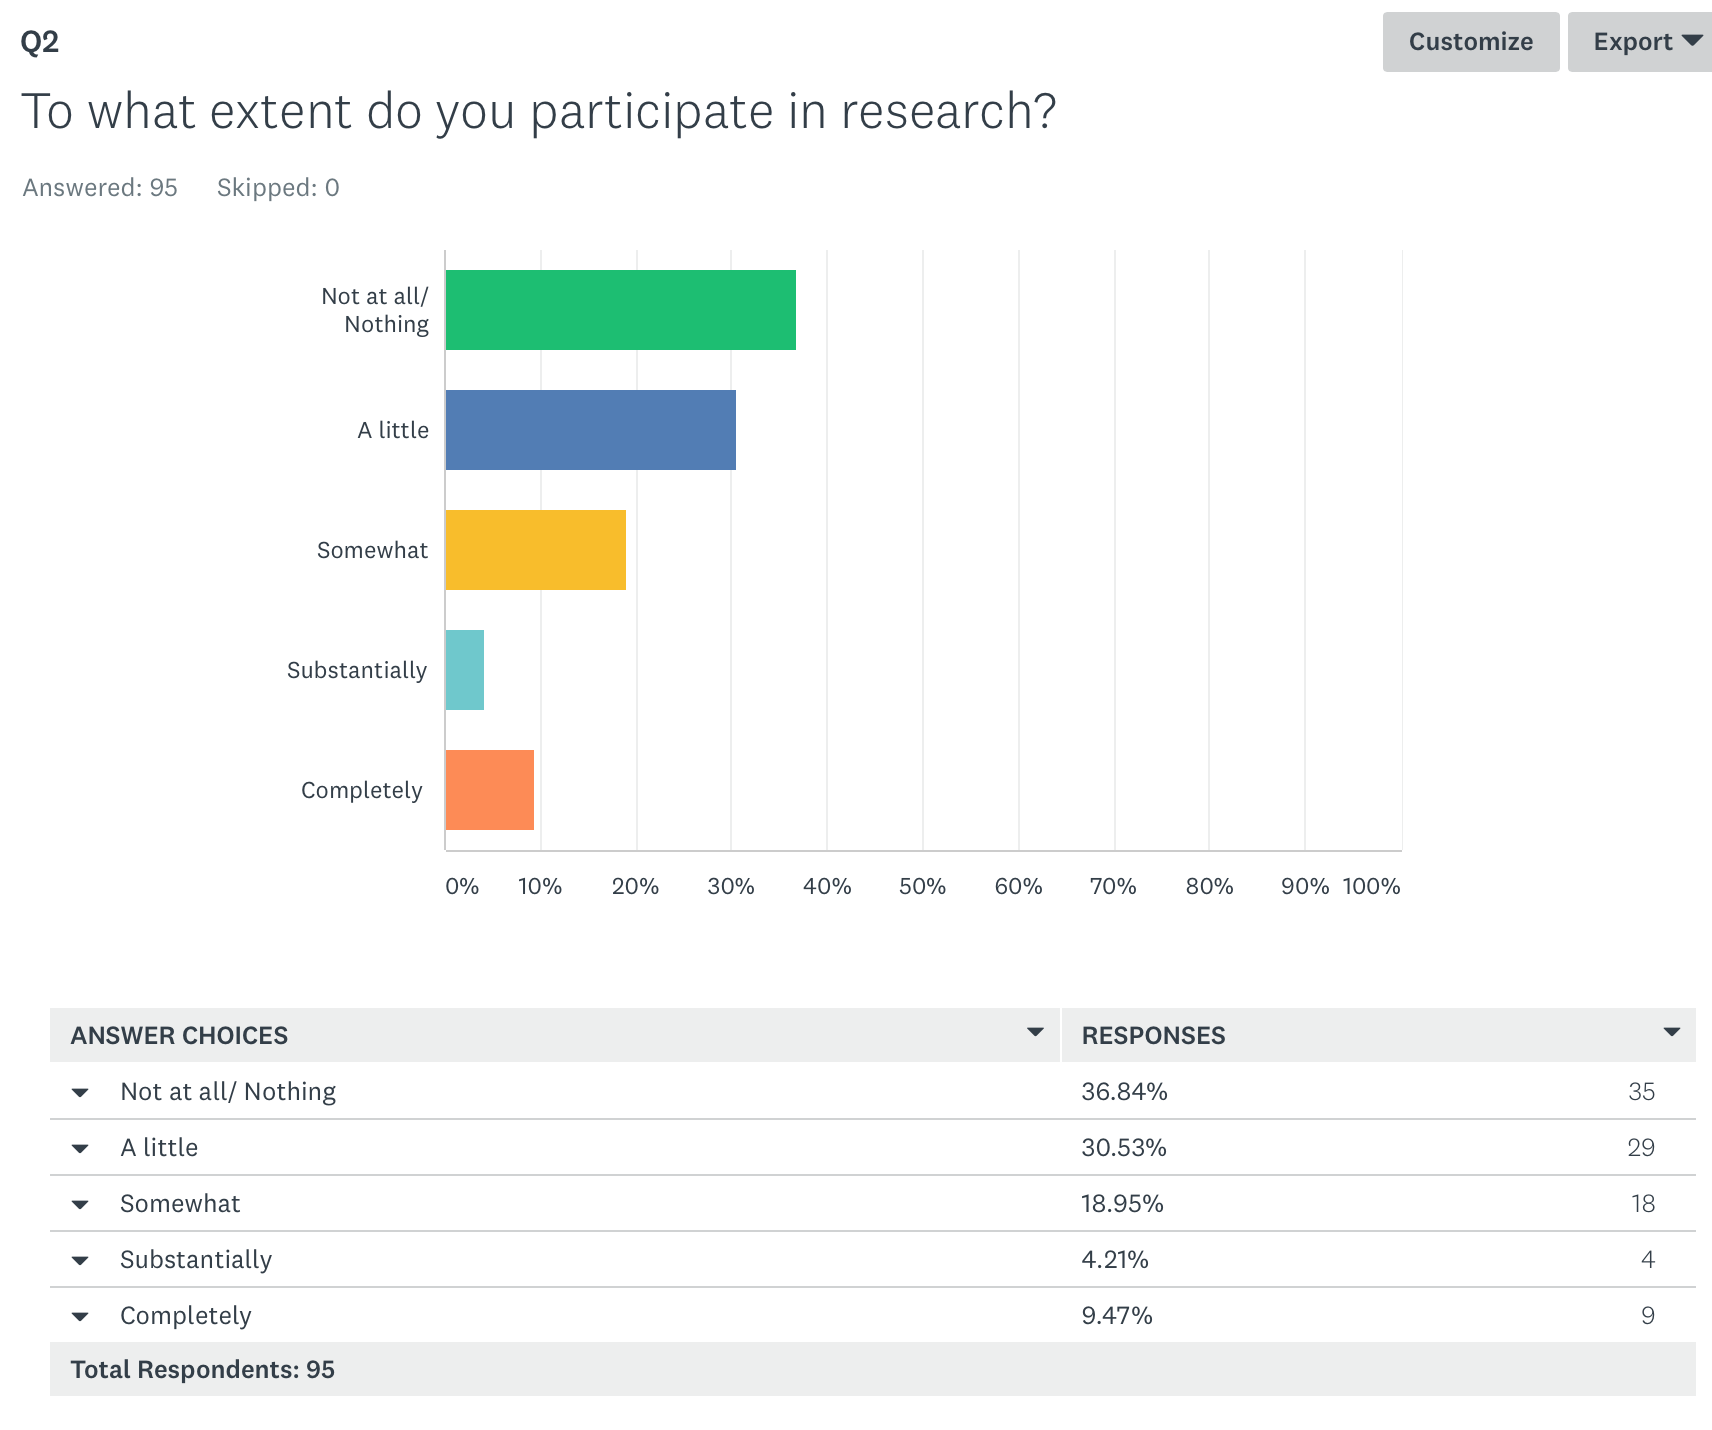 Q2
Customize
Export
To what extent do you participate in research?
Answered: 95 Skipped: 0
Not at all/
Nothing
A little
Somewhat
Substantially
Completely
0% 10% 20% 30% 40% 50% 60% 70% 80% 90% 100%
ANSWER CHOICES RESPONSES
Not at all/ Nothing 36.84% 35
A little 30.53% 29
Somewhat 18.95% 18
Substantially 4.21% 4
Completely 9.47% 9
Total Respondents: 95